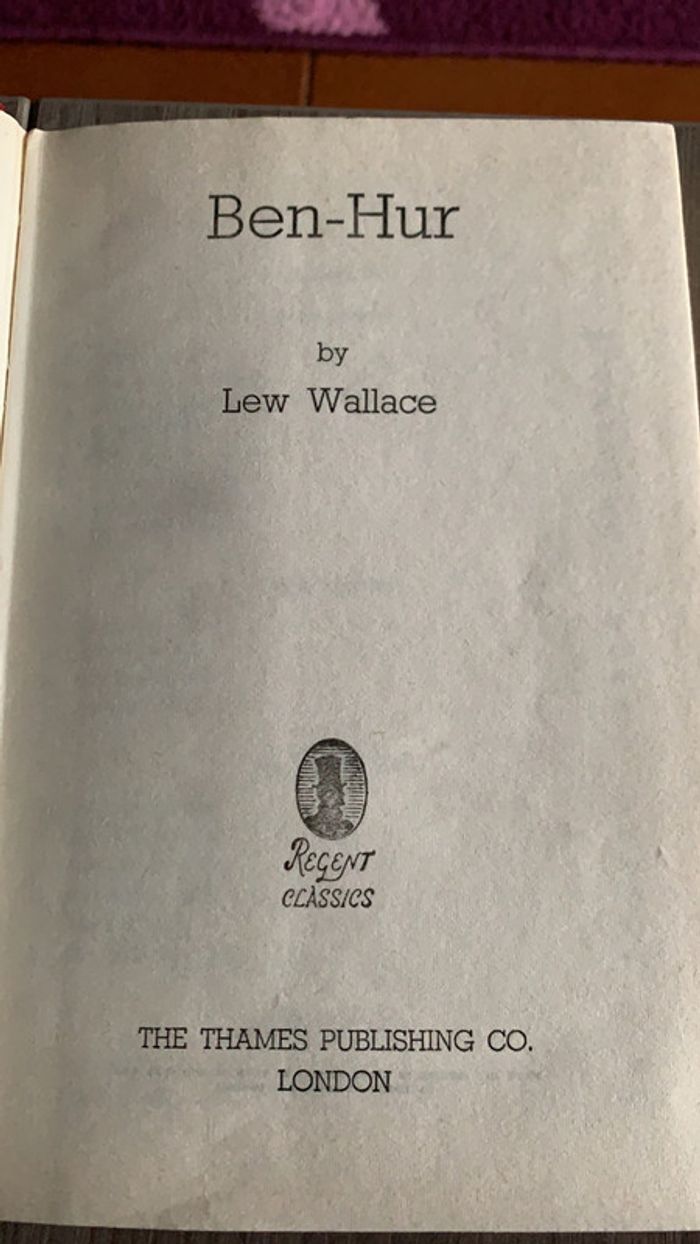 Ben-Hur
by
Lew Wallace
REGENT
CLASSICS
THE THAMES PUBLISHING CO.
LONDON